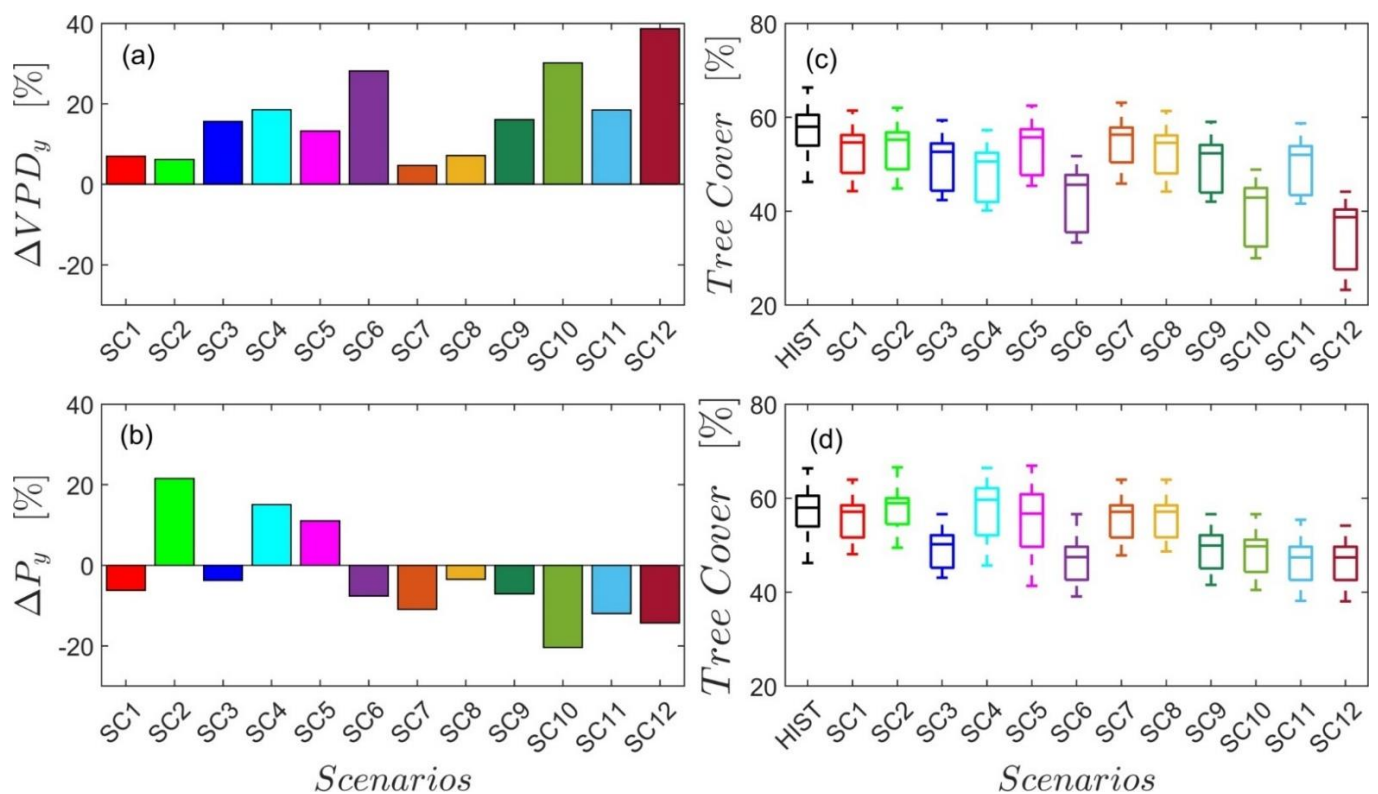 (a)
ΔVPD_y [%]
40
20
0
-20
SC1 SC2 SC3 SC4 SC5 SC6 SC7 SC8 SC9 SC10 SC11 SC12
(c)
Tree Cover [%]
80
60
40
20
HIST SC1 SC2 SC3 SC4 SC5 SC6 SC7 SC8 SC9 SC10 SC11 SC12
(b)
ΔP_y [%]
40
20
0
-20
SC1 SC2 SC3 SC4 SC5 SC6 SC7 SC8 SC9 SC10 SC11 SC12
Scenarios
(d)
Tree Cover [%]
80
60
40
20
HIST SC1 SC2 SC3 SC4 SC5 SC6 SC7 SC8 SC9 SC10 SC11 SC12
Scenarios